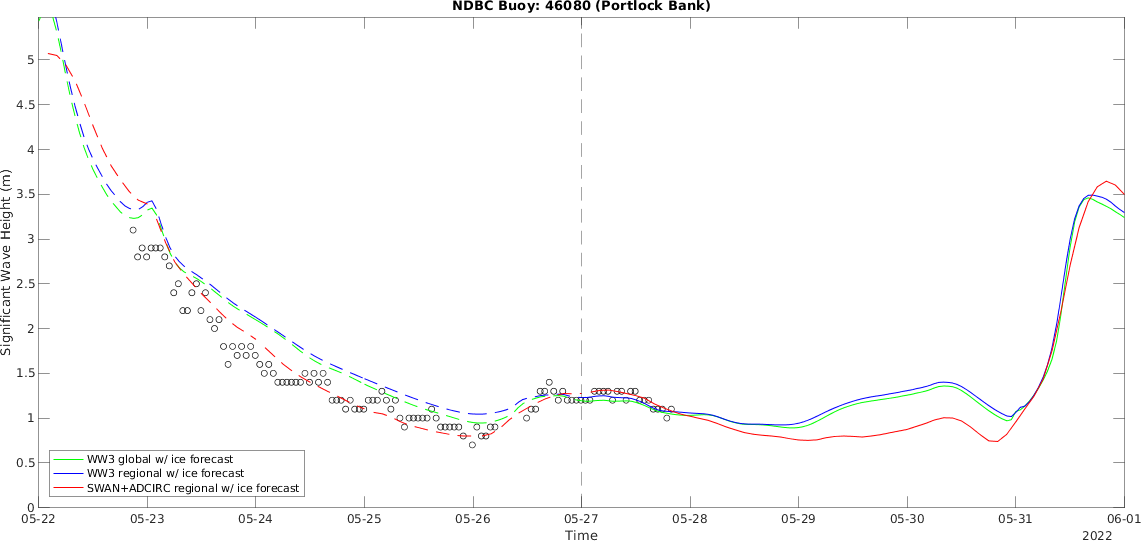 NDBC Buoy: 46080 (Portlock Bank)
Significant Wave Height (m)
5
4.5
4
3.5
3
2.5
2
1.5
1
0.5
0
WW3 global w/ ice forecast
WW3 regional w/ ice forecast
SWAN+ADCIRC regional w/ ice forecast
05-22 05-23 05-24 05-25 05-26 05-27 05-28 05-29 05-30 05-31 06-01
Time
2022